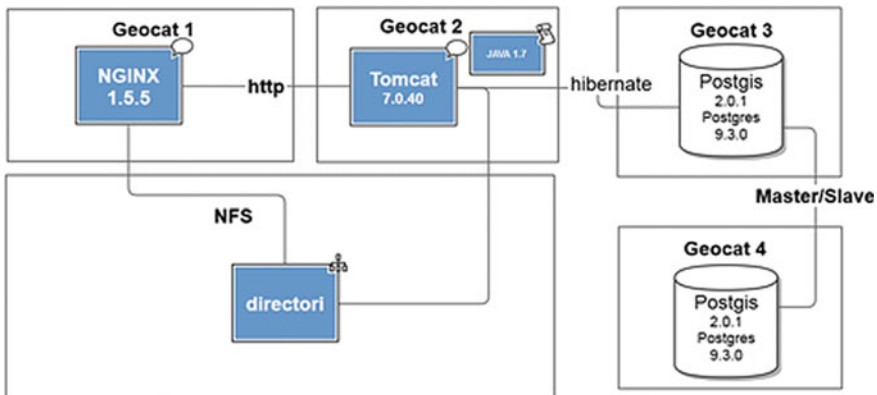 Geocat 1
NGINX
1.5.5
http
Geocat 2
Tomcat
7.0.40
JAVA 1.7
hibernate
Geocat 3
Postgis
2.0.1
Postgres
9.3.0
Master/Slave
NFS
directori
Geocat 4
Postgis
2.0.1
Postgres
9.3.0